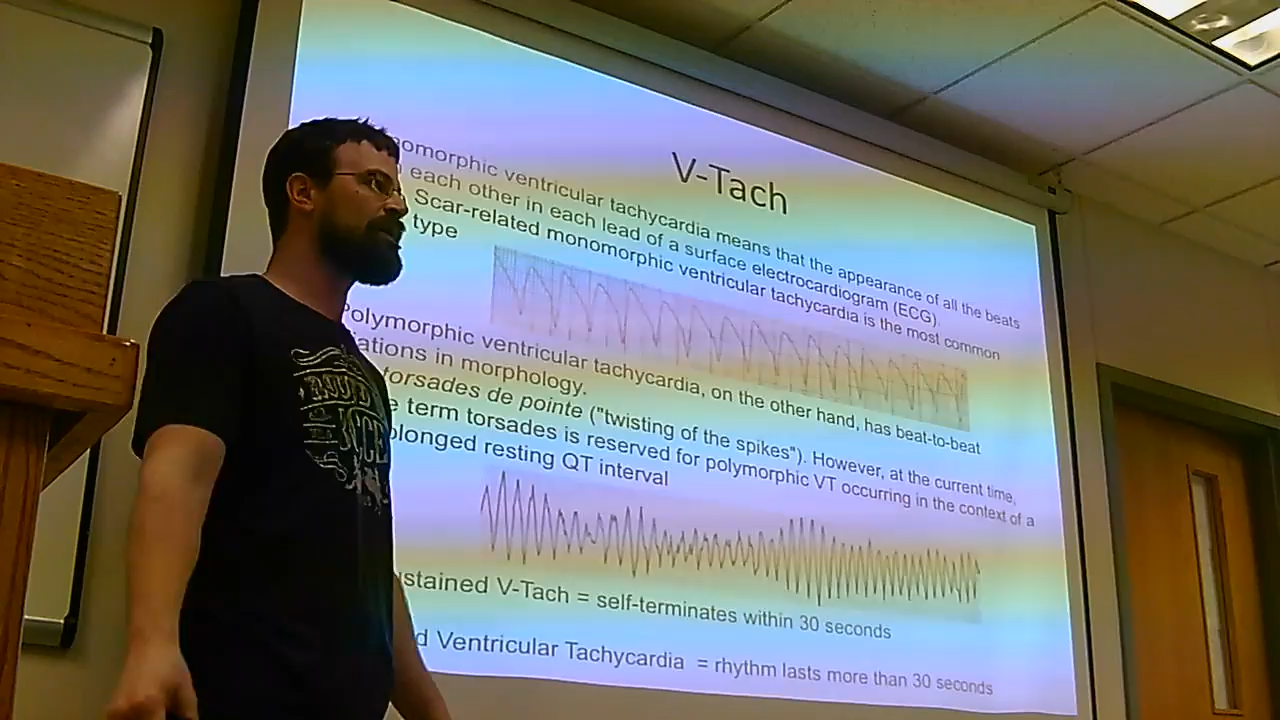 V-Tach
omorphic ventricular tachycardia means that the appearance of all the beats
each other in each lead of a surface electrocardiogram (ECG).
Scar-related monomorphic ventricular tachycardia is the most common
type
Polymorphic ventricular tachycardia, on the other hand, has beat-to-beat
ations in morphology.
torsades de pointe ("twisting of the spikes"). However, at the current time,
e term torsades is reserved for polymorphic VT occurring in the context of a
olonged resting QT interval
ustained V-Tach = self-terminates within 30 seconds
d Ventricular Tachycardia = rhythm lasts more than 30 seconds